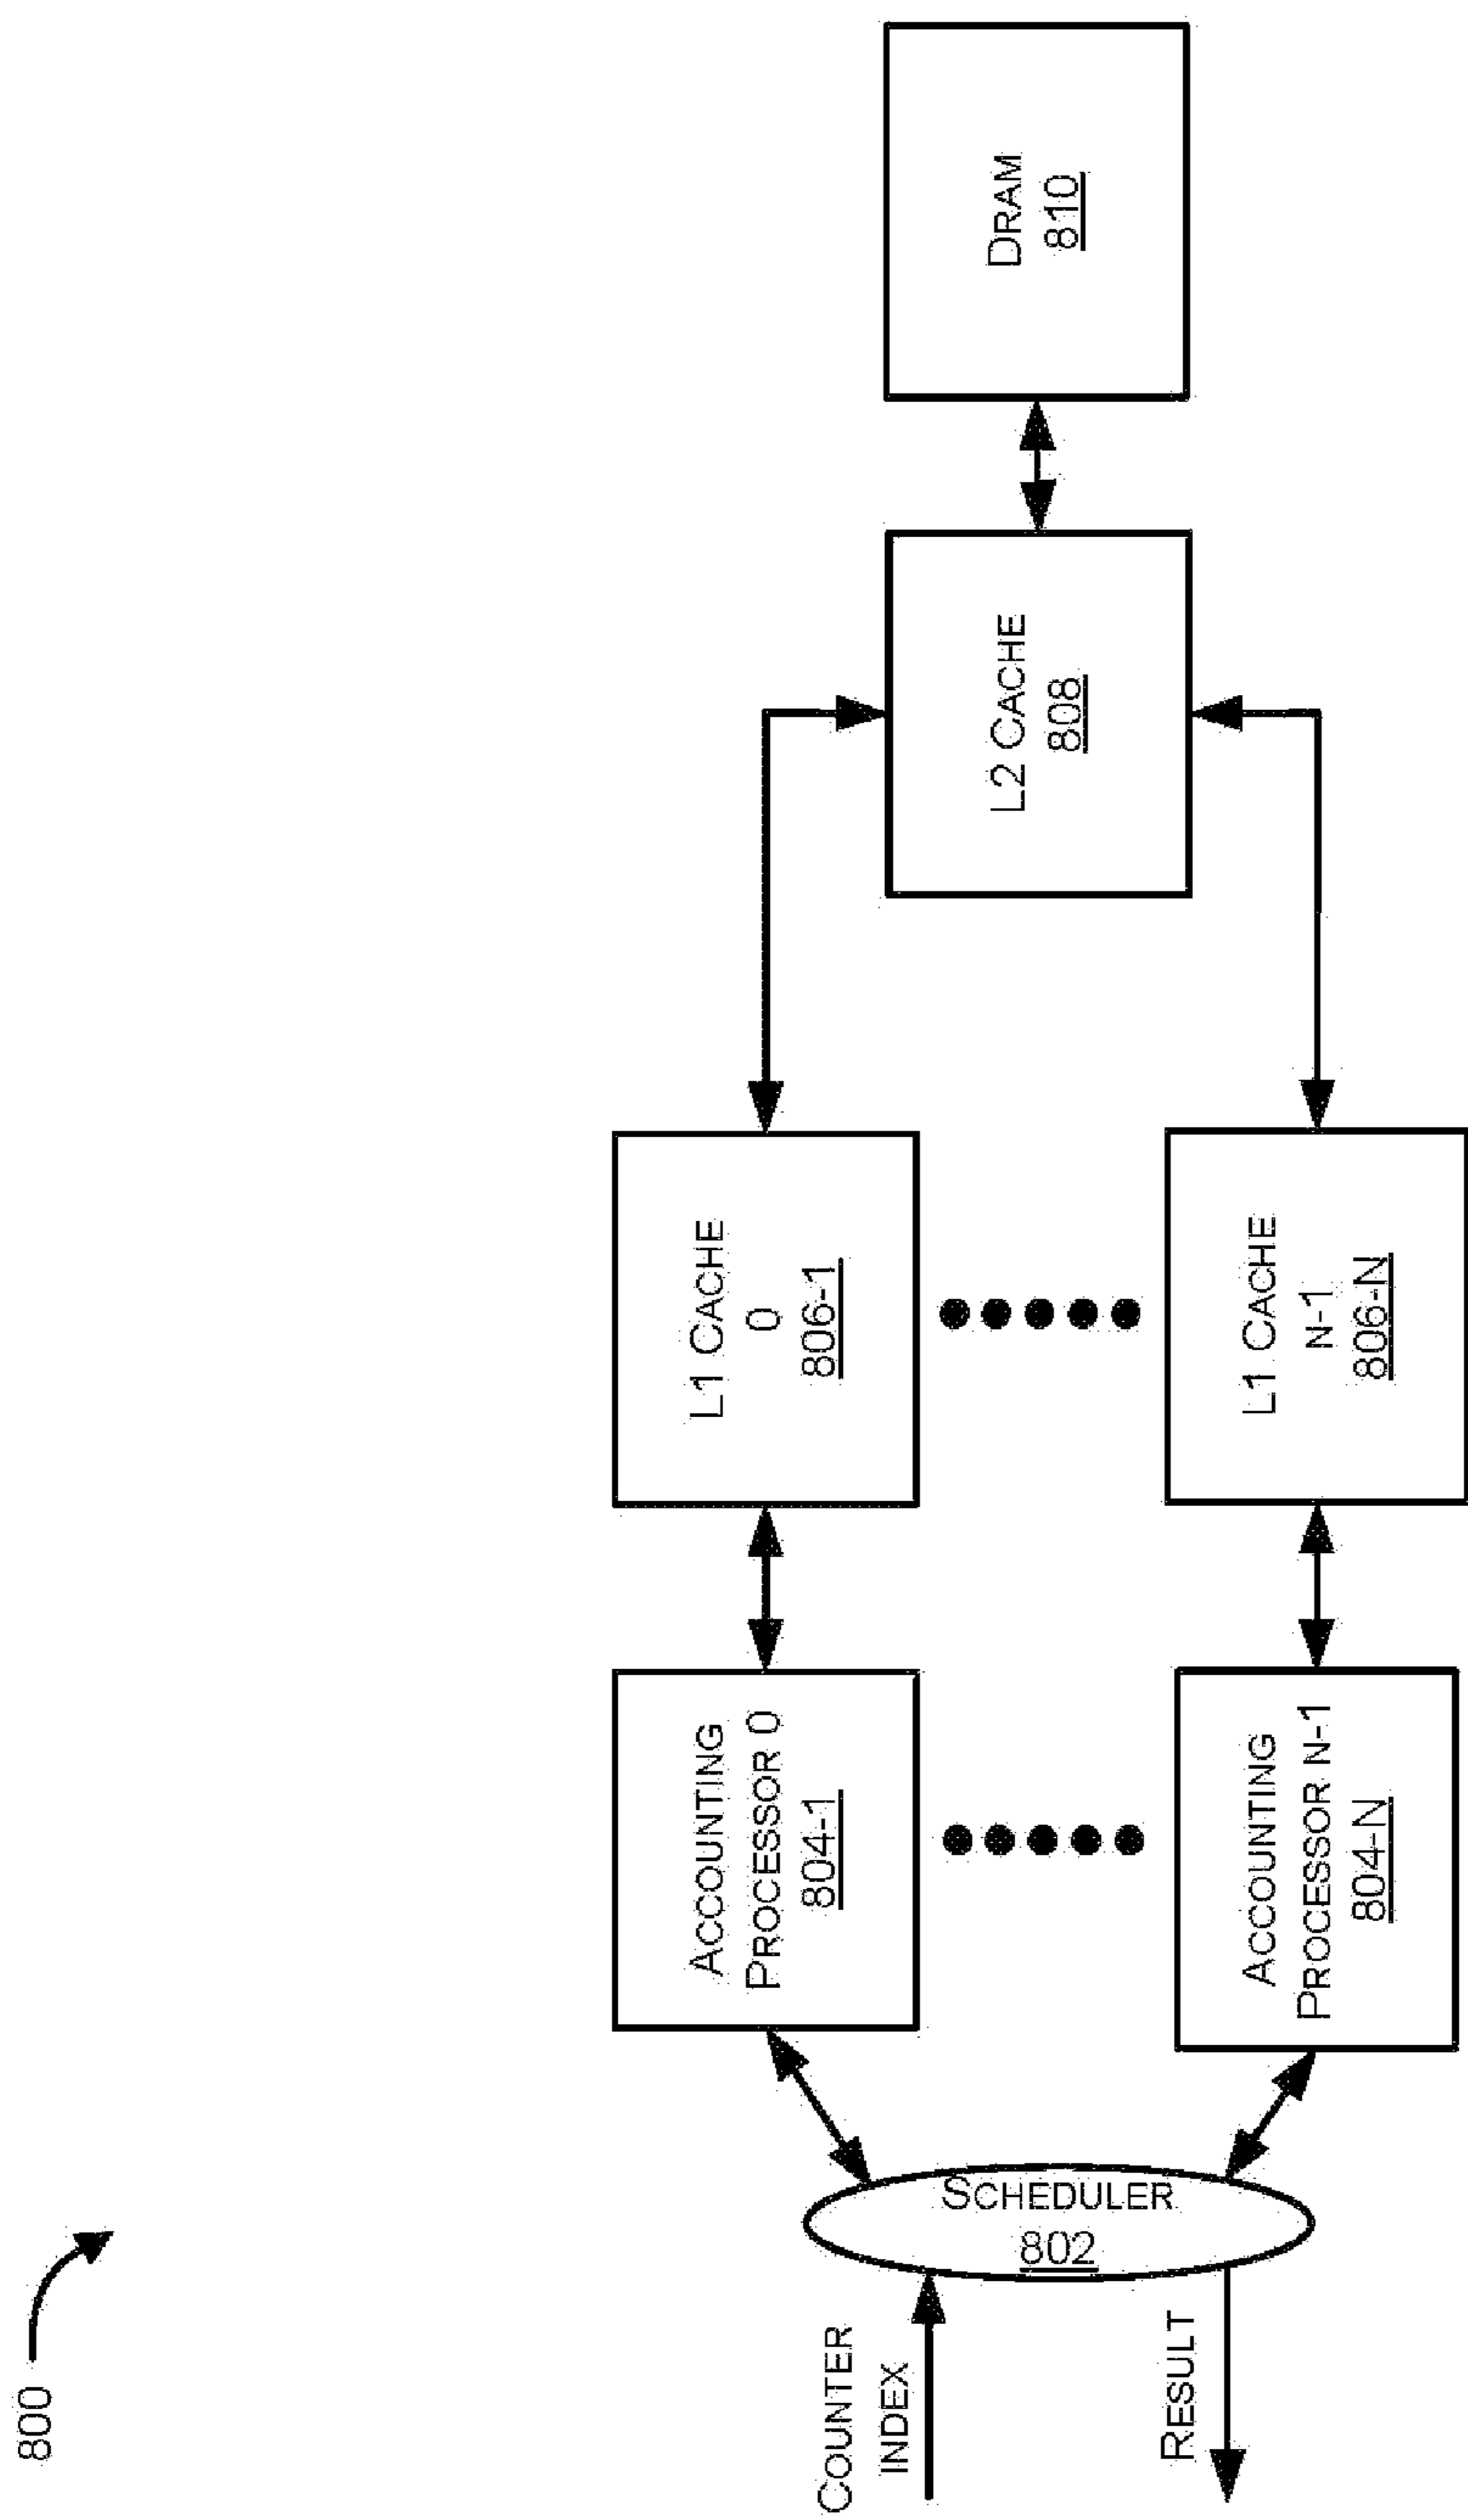 800
COUNTER
INDEX
RESULT
SCHEDULER
802
ACCOUNTING
PROCESSOR 0
804-1
ACCOUNTING
PROCESSOR N-1
804-N
L1 CACHE
0
806-1
L1 CACHE
N-1
806-N
L2 CACHE
808
DRAM
810